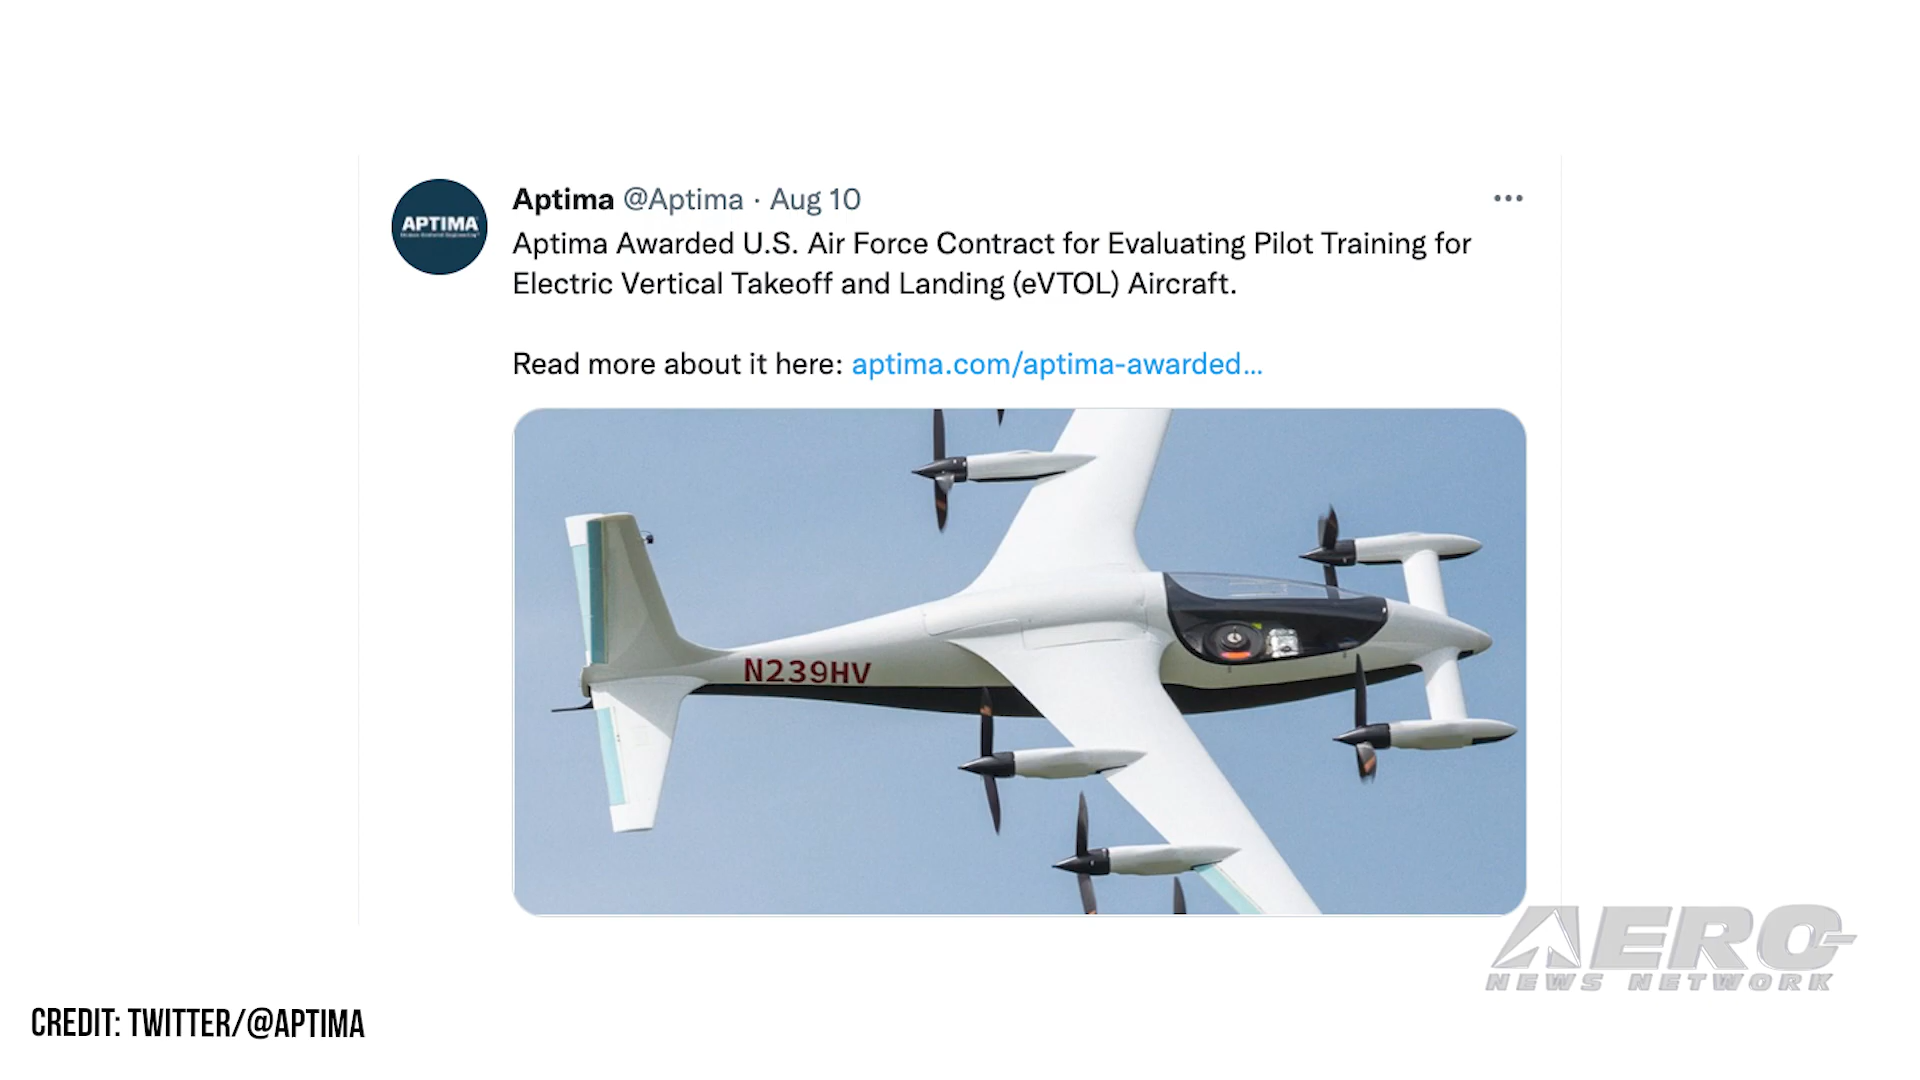 Aptima @Aptima · Aug 10
APTIMA
Aptima Awarded U.S. Air Force Contract for Evaluating Pilot Training for
Electric Vertical Takeoff and Landing (eVTOL) Aircraft.
Read more about it here: aptima.com/aptima-awarded…
N239HV
AERO
NEWS NETWORK
CREDIT: TWITTER/@APTIMA